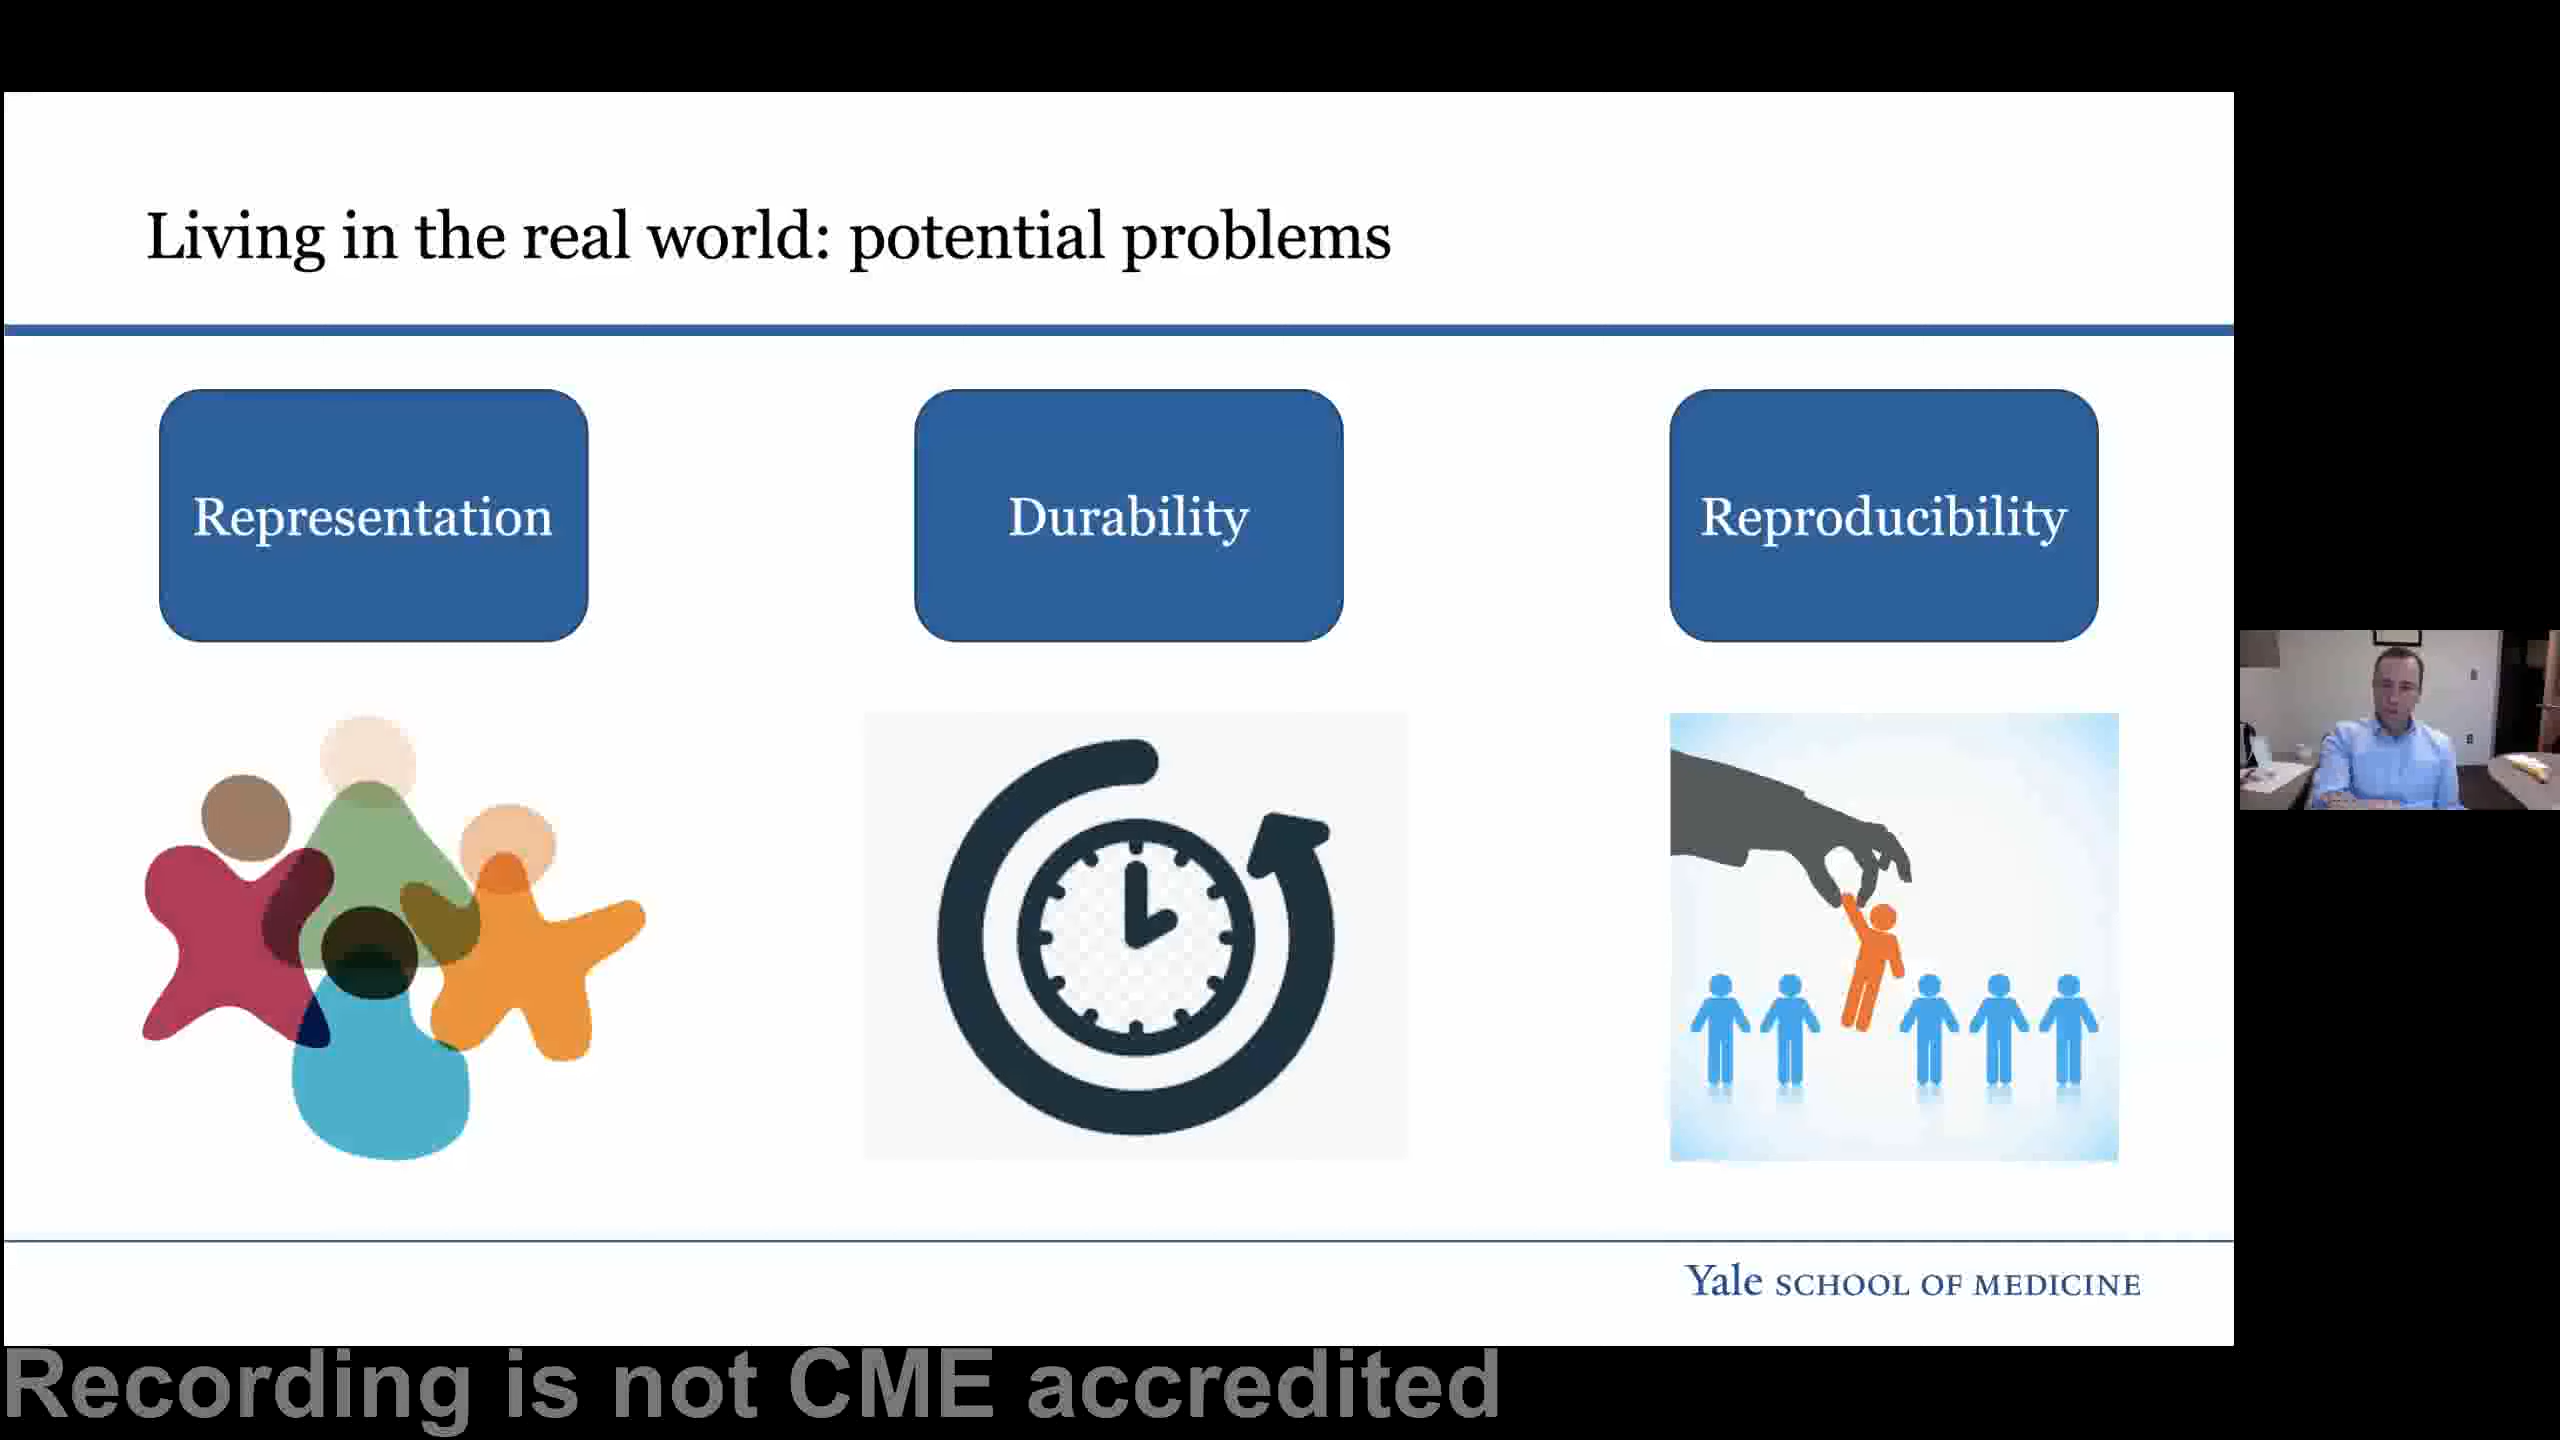 Living in the real world: potential problems
Representation
Durability
Reproducibility
Yale SCHOOL OF MEDICINE
Recording is not CME accredited